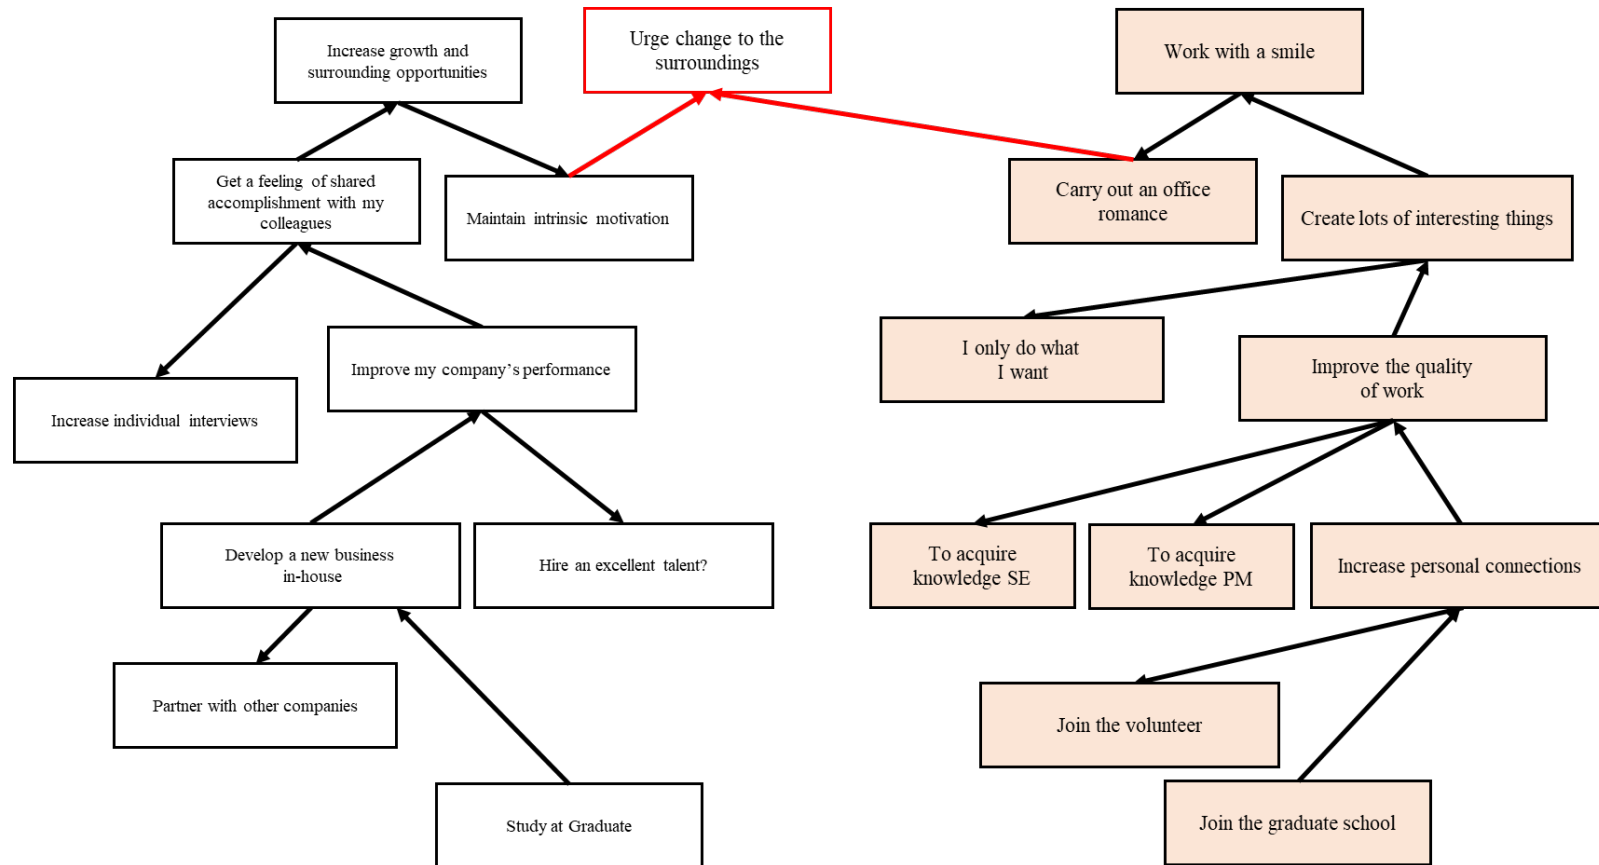 Increase growth and
surrounding opportunities
Urge change to the
surroundings
Work with a smile
Get a feeling of shared
accomplishment with my
colleagues
Maintain intrinsic motivation
Carry out an office
romance
Create lots of interesting things
I only do what
I want
Improve the quality
of work
Improve my company's performance
Increase individual interviews
Develop a new business
in-house
Hire an excellent talent?
To acquire
knowledge SE
To acquire
knowledge PM
Increase personal connections
Partner with other companies
Join the volunteer
Study at Graduate
Join the graduate school